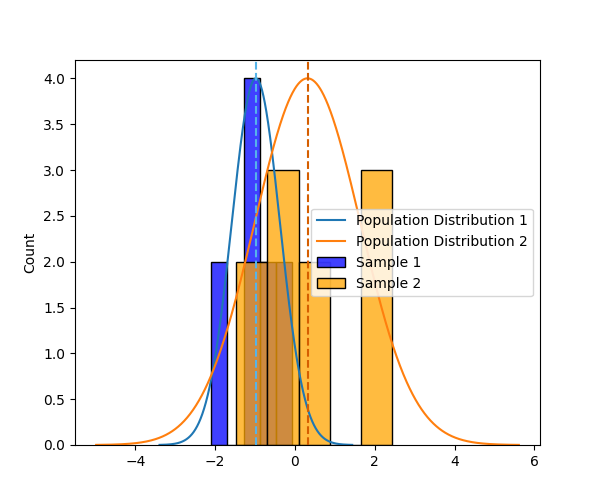 4.0
3.5
3.0
2.5
2.0
1.5
1.0
0.5
0.0
Count
Population Distribution 1
Population Distribution 2
Sample 1
Sample 2
−4 −2 0 2 4 6